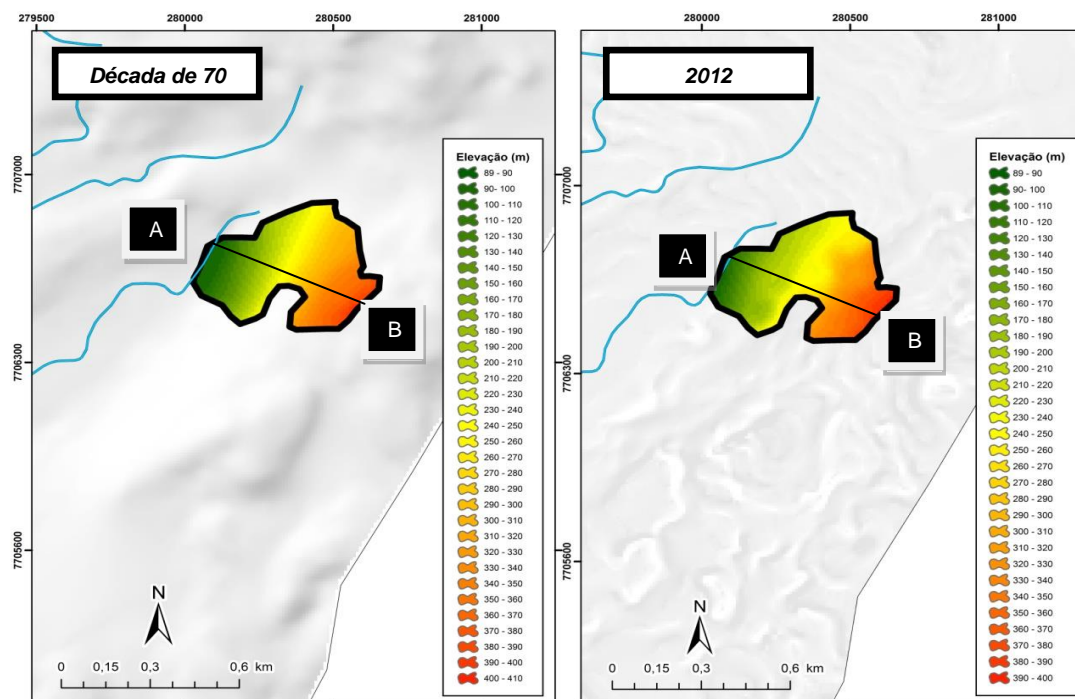 279500 280000 280500 281000
Década de 70
7707000
7706300
7705600
A
B
Elevação (m)
89 - 90
90- 100
100 - 110
110 - 120
120 - 130
130 - 140
140 - 150
150 - 160
160 - 170
170 - 180
180 - 190
190 - 200
200 - 210
210 - 220
220 - 230
230 - 240
240 - 250
250 - 260
260 - 270
270 - 280
280 - 290
290 - 300
300 - 310
310 - 320
320 - 330
330 - 340
340 - 350
350 - 360
360 - 370
370 - 380
380 - 390
390 - 400
400 - 410
N
0 0,15 0,3 0,6 km
280000 280500 281000
2012
7707000
7706300
7705600
A
B
Elevação (m)
89 - 90
90- 100
100 - 110
110 - 120
120 - 130
130 - 140
140 - 150
150 - 160
160 - 170
170 - 180
180 - 190
190 - 200
200 - 210
210 - 220
220 - 230
230 - 240
240 - 250
250 - 260
260 - 270
270 - 280
280 - 290
290 - 300
300 - 310
310 - 320
320 - 330
330 - 340
340 - 350
350 - 360
360 - 370
370 - 380
380 - 390
390 - 400
400 - 410
N
0 0,15 0,3 0,6 km